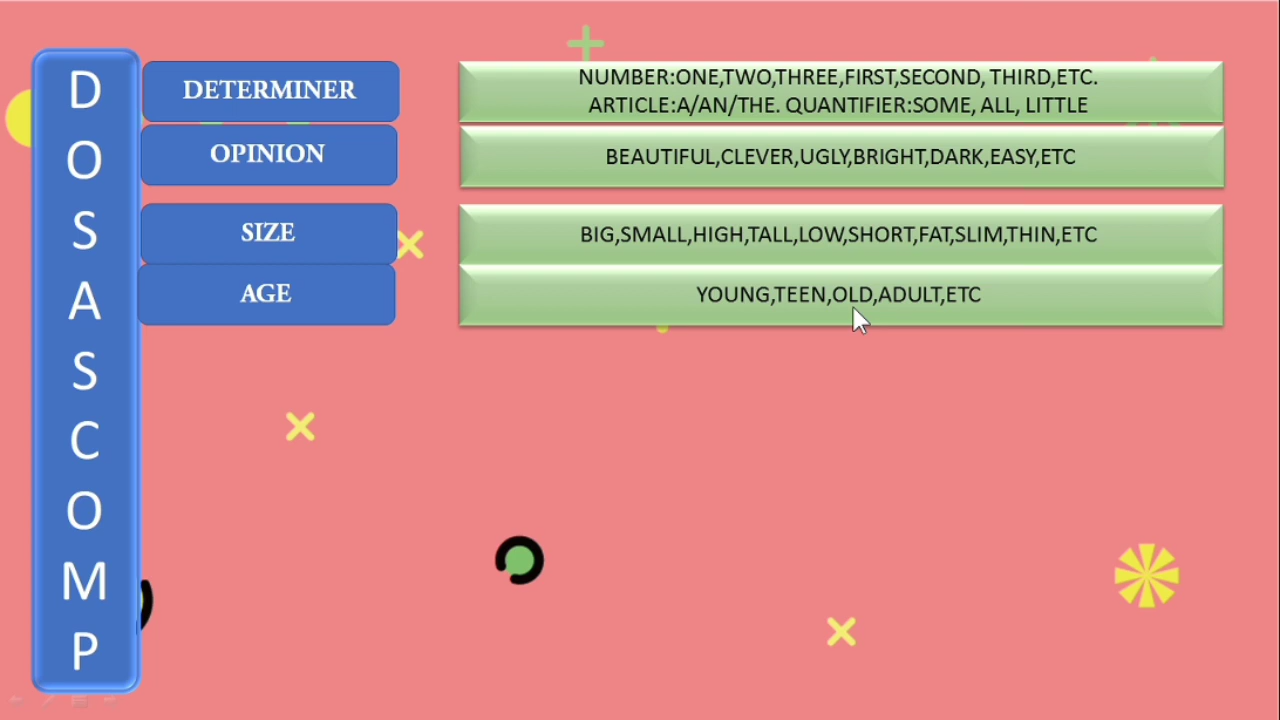 D
O
S
A
S
C
O
M
P
DETERMINER
NUMBER:ONE,TWO,THREE,FIRST,SECOND, THIRD,ETC.
ARTICLE:A/AN/THE. QUANTIFIER:SOME, ALL, LITTLE
OPINION
BEAUTIFUL,CLEVER,UGLY,BRIGHT,DARK,EASY,ETC
SIZE
BIG,SMALL,HIGH,TALL,LOW,SHORT,FAT,SLIM,THIN,ETC
AGE
YOUNG,TEEN,OLD,ADULT,ETC